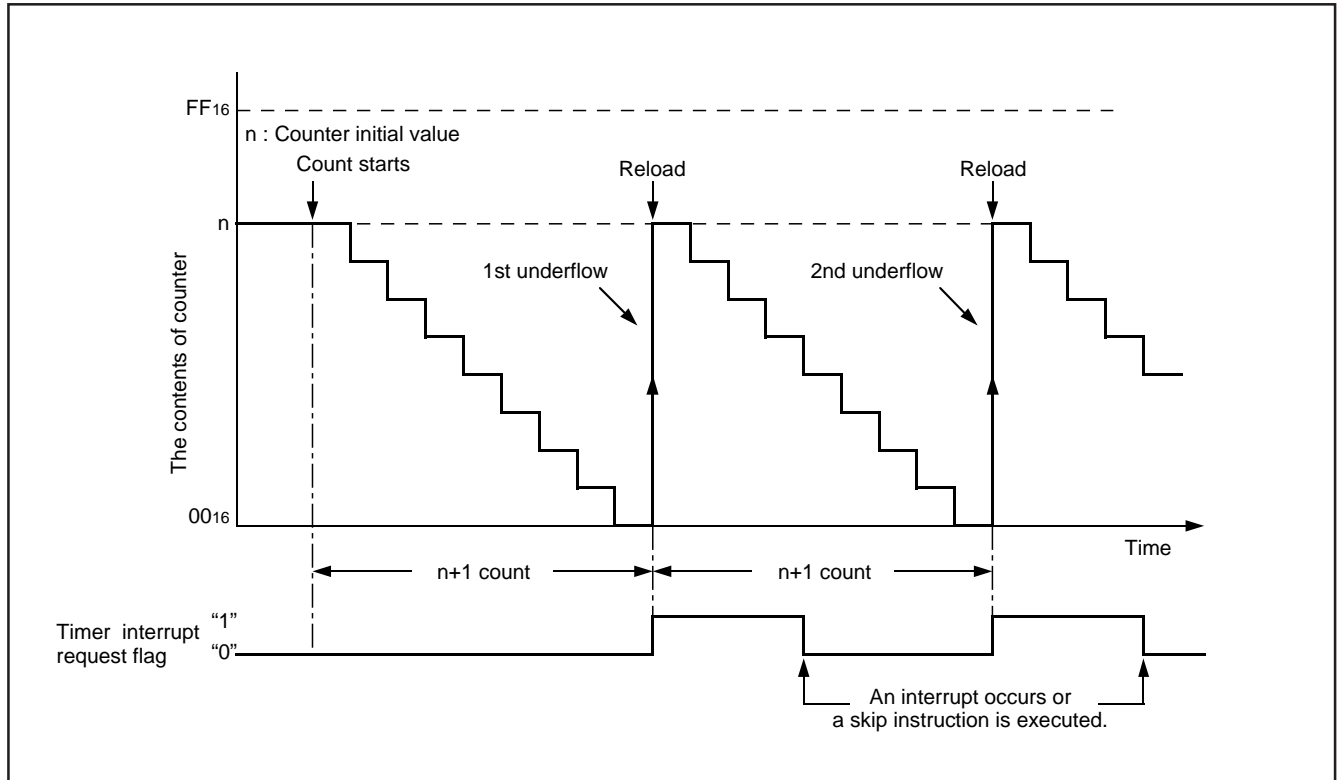 FF16
n : Counter initial value
Count starts
Reload
Reload
n
1st underflow
2nd underflow
The contents of counter
0016
Time
n+1 count
n+1 count
Timer interrupt
request flag
“1”
“0”
An interrupt occurs or
a skip instruction is executed.